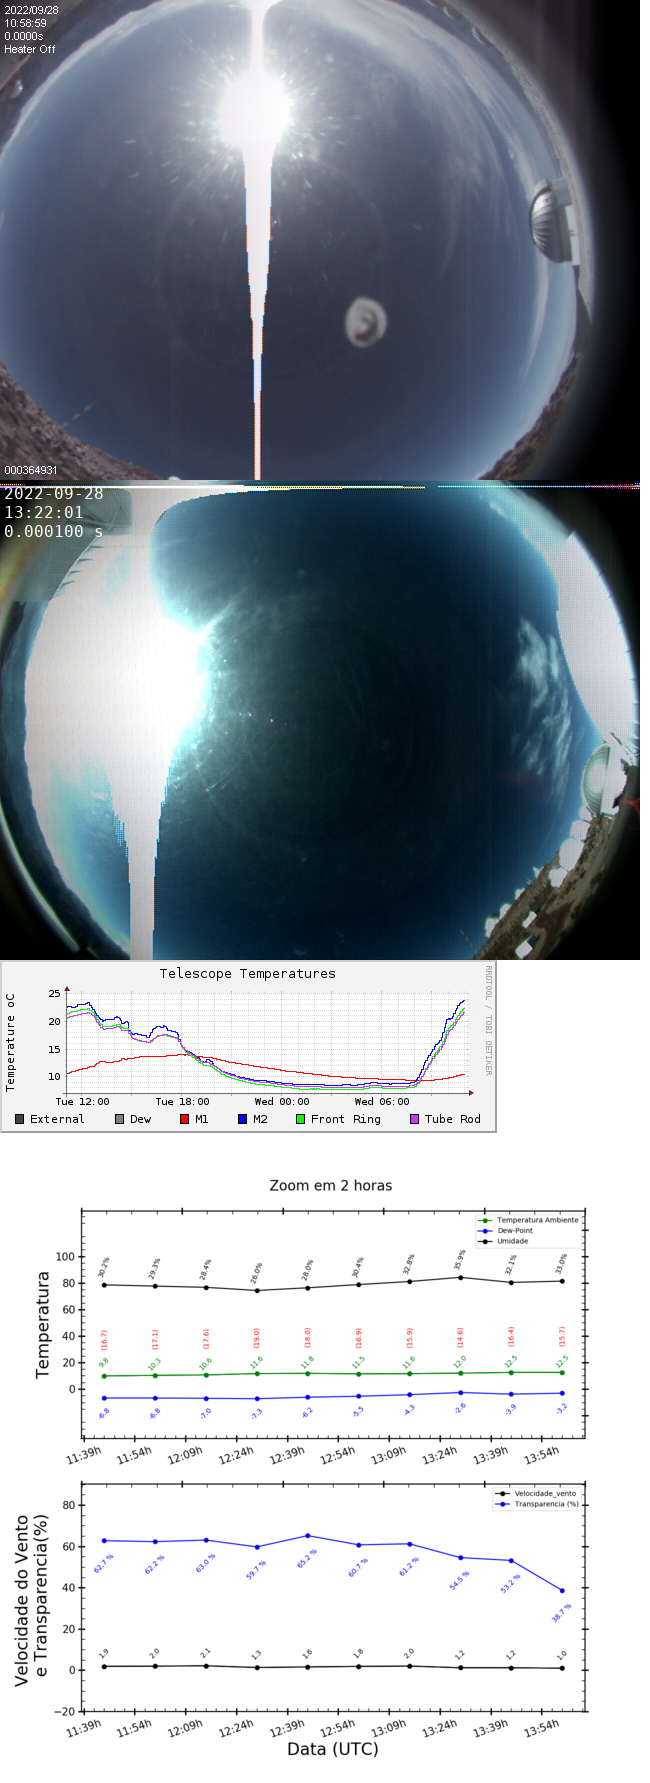 2022/09/28
10:58:59
0.0000s
Heater Off
000364931
2022-09-28
13:22:01
0.000100 s
Telescope Temperatures
RRDTOOL / TOBI OETIKER
Temperature oC
25
20
15
10
Tue 12:00 Tue 18:00 Wed 00:00 Wed 06:00
External Dew M1 M2 Front Ring Tube Rod
Zoom em 2 horas
Temperatura Ambiente
Dew-Point
Umidade
Temperatura
100
80
60
40
20
0
30.2% 29.3% 28.4% 26.0% 28.0% 30.4% 32.8% 35.9% 32.1% 33.0%
(16.7) (17.1) (17.6) (19.0) (18.0) (16.9) (15.9) (14.6) (16.4) (15.7)
9.8 10.3 10.6 11.6 11.8 11.5 11.6 12.0 12.5 12.5
-6.8 -6.8 -7.0 -7.3 -6.2 -5.5 -4.3 -2.6 -3.9 -3.2
11:39h 11:54h 12:09h 12:24h 12:39h 12:54h 13:09h 13:24h 13:39h 13:54h
Velocidade_vento
Transparencia (%)
Velocidade do Vento
e Transparencia(%)
80
60
40
20
0
−20
62.7 % 62.2 % 63.0 % 59.7 % 65.2 % 60.7 % 61.2 % 54.5 % 53.2 % 38.7 %
1.9 2.0 2.1 1.3 1.6 1.8 2.0 1.2 1.2 1.0
11:39h 11:54h 12:09h 12:24h 12:39h 12:54h 13:09h 13:24h 13:39h 13:54h
Data (UTC)